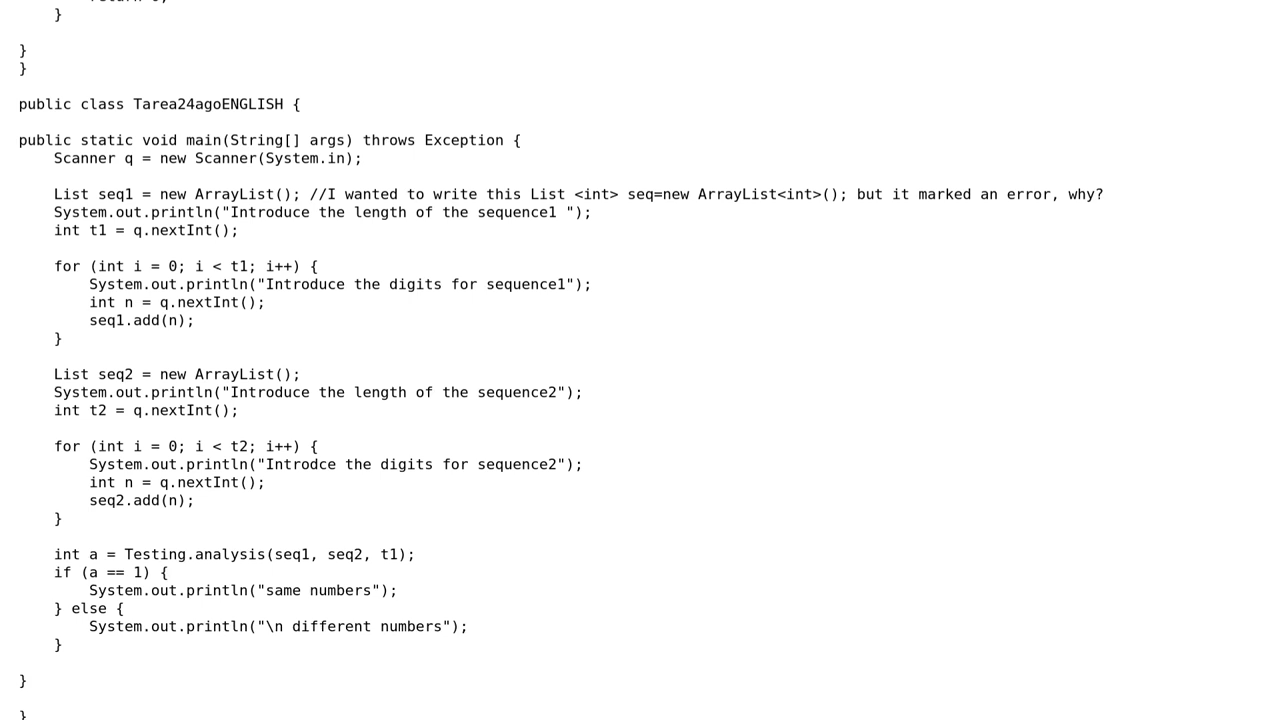 }
}
}
public class Tarea24agoENGLISH {
public static void main(String[] args) throws Exception {
Scanner q = new Scanner(System.in);
List seq1 = new ArrayList(); //I wanted to write this List <int> seq=new ArrayList<int>(); but it marked an error, why?
System.out.println("Introduce the length of the sequence1 ");
int t1 = q.nextInt();
for (int i = 0; i < t1; i++) {
System.out.println("Introduce the digits for sequence1");
int n = q.nextInt();
seq1.add(n);
}
List seq2 = new ArrayList();
System.out.println("Introduce the length of the sequence2");
int t2 = q.nextInt();
for (int i = 0; i < t2; i++) {
System.out.println("Introdce the digits for sequence2");
int n = q.nextInt();
seq2.add(n);
}
int a = Testing.analysis(seq1, seq2, t1);
if (a == 1) {
System.out.println("same numbers");
} else {
System.out.println("\n different numbers");
}
}
}